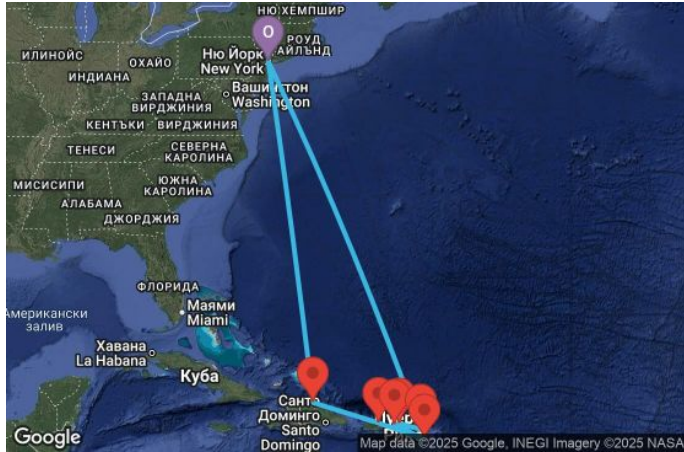 НЮ ХЕМПШИР
О
РОУД
АЙЛЪНД
Ню Йорк
New York
ИЛИНОЙС
ОХАЙО
ИНДИАНА
Вашингтон
Washington
ЗАПАДНА
ВИРДЖИНИЯ
КЕНТЪКИ
ВИРДЖИНИЯ
ТЕНЕСИ
СЕВЕРНА
КАРОЛИНА
МИСИСИПИ
ЮЖНА
КАРОЛИНА
АЛАБАМА
ДЖОРДЖИЯ
ФЛОРИДА
Американски
залив
Маями
Miami
Хавана
La Habana
Куба
Санто
Доминго
Santo
Domingo
Google
Map data ©2025 Google, INEGI Imagery ©2025 NASA